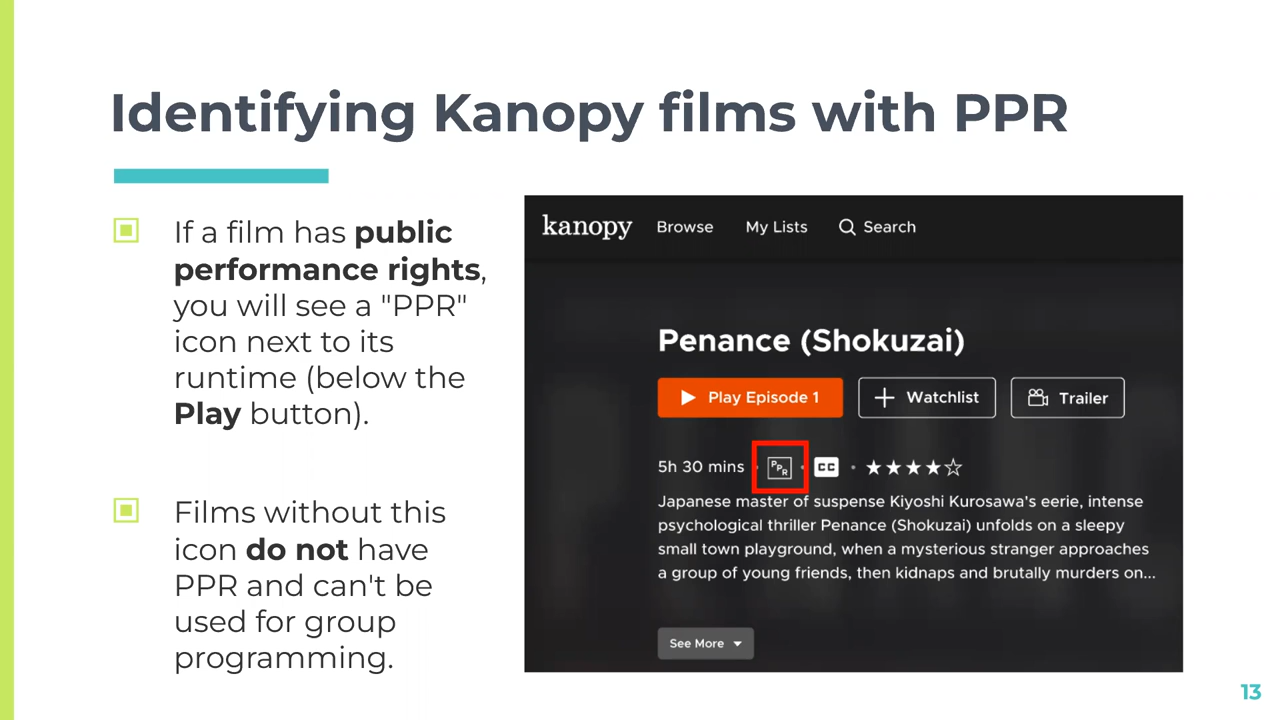 Identifying Kanopy films with PPR
If a film has public
performance rights,
you will see a "PPR"
icon next to its
runtime (below the
Play button).
Films without this
icon do not have
PPR and can't be
used for group
programming.
kanopy Browse My Lists Search
Penance (Shokuzai)
Play Episode 1 Watchlist Trailer
5h 30 mins • PPR • CC •
Japanese master of suspense Kiyoshi Kurosawa's eerie, intense
psychological thriller Penance (Shokuzai) unfolds on a sleepy
small town playground, when a mysterious stranger approaches
a group of young friends, then kidnaps and brutally murders on...
See More
13